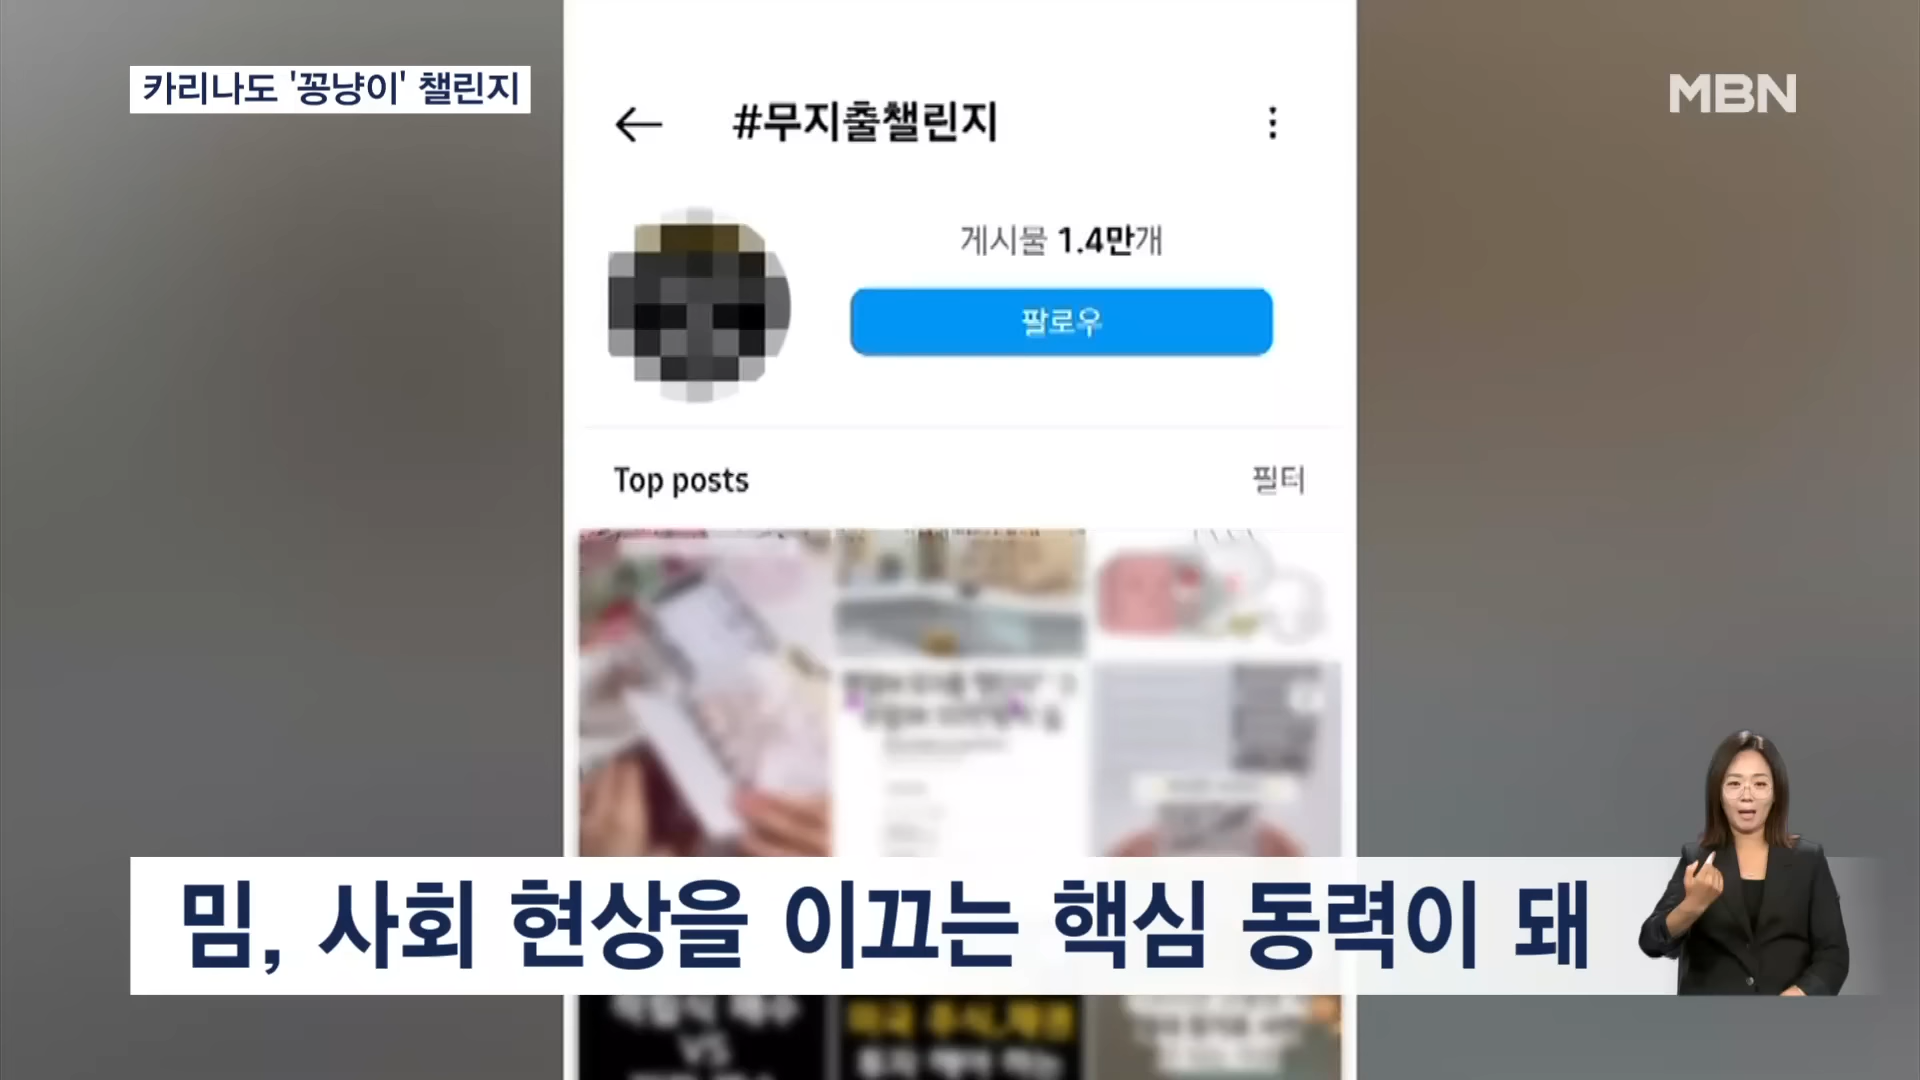 카리나도 '꽁냥이' 챌린지
MBN
#무지출챌린지
게시물 1.4만개
팔로우
Top posts
필터
밈, 사회 현상을 이끄는 핵심 동력이 돼
VS